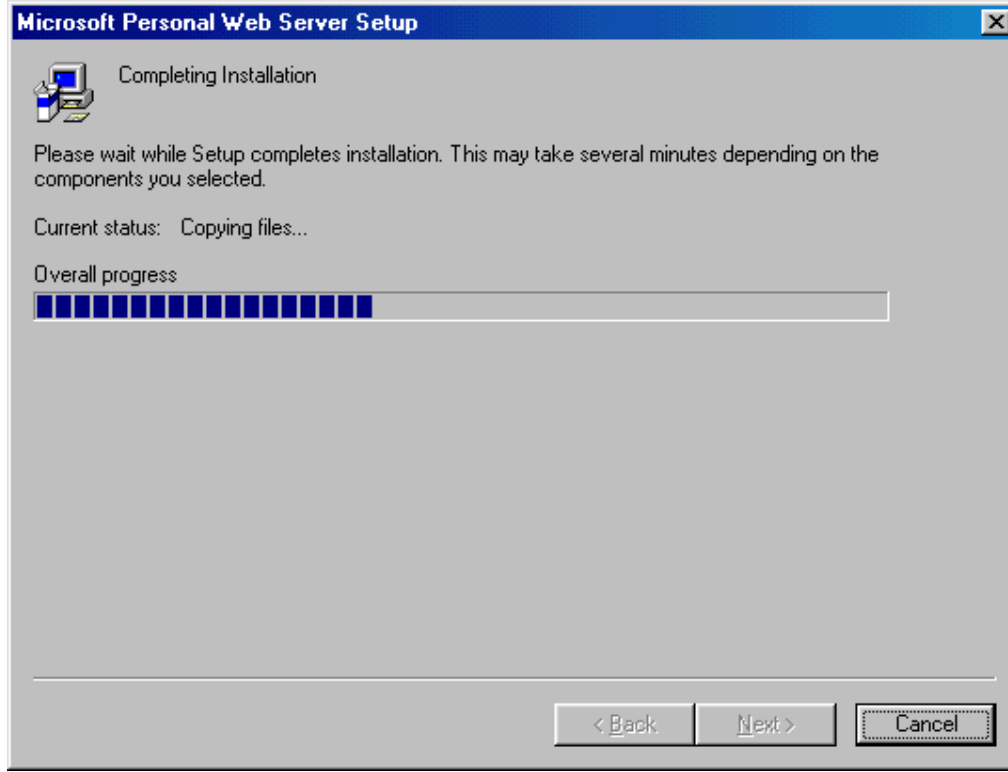 Microsoft Personal Web Server Setup
Completing Installation
Please wait while Setup completes installation. This may take several minutes depending on the
components you selected.
Current status: Copying files...
Overall progress
< Back
Next >
Cancel